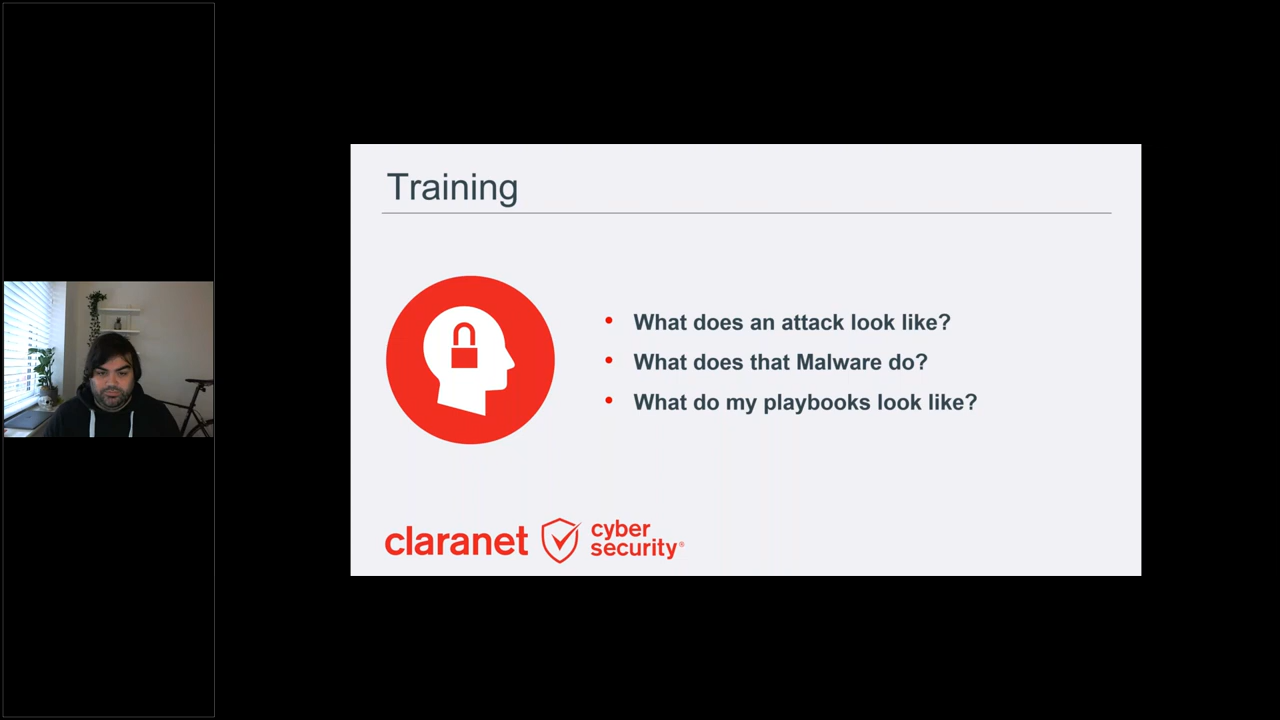 Training
• What does an attack look like?
• What does that Malware do?
• What do my playbooks look like?
claranet cyber security®